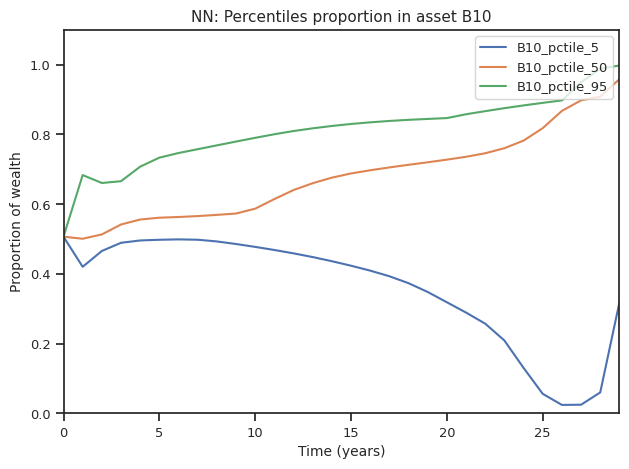 NN: Percentiles proportion in asset B10
B10_pctile_5
B10_pctile_50
B10_pctile_95
Proportion of wealth
1.0
0.8
0.6
0.4
0.2
0.0
0 5 10 15 20 25
Time (years)